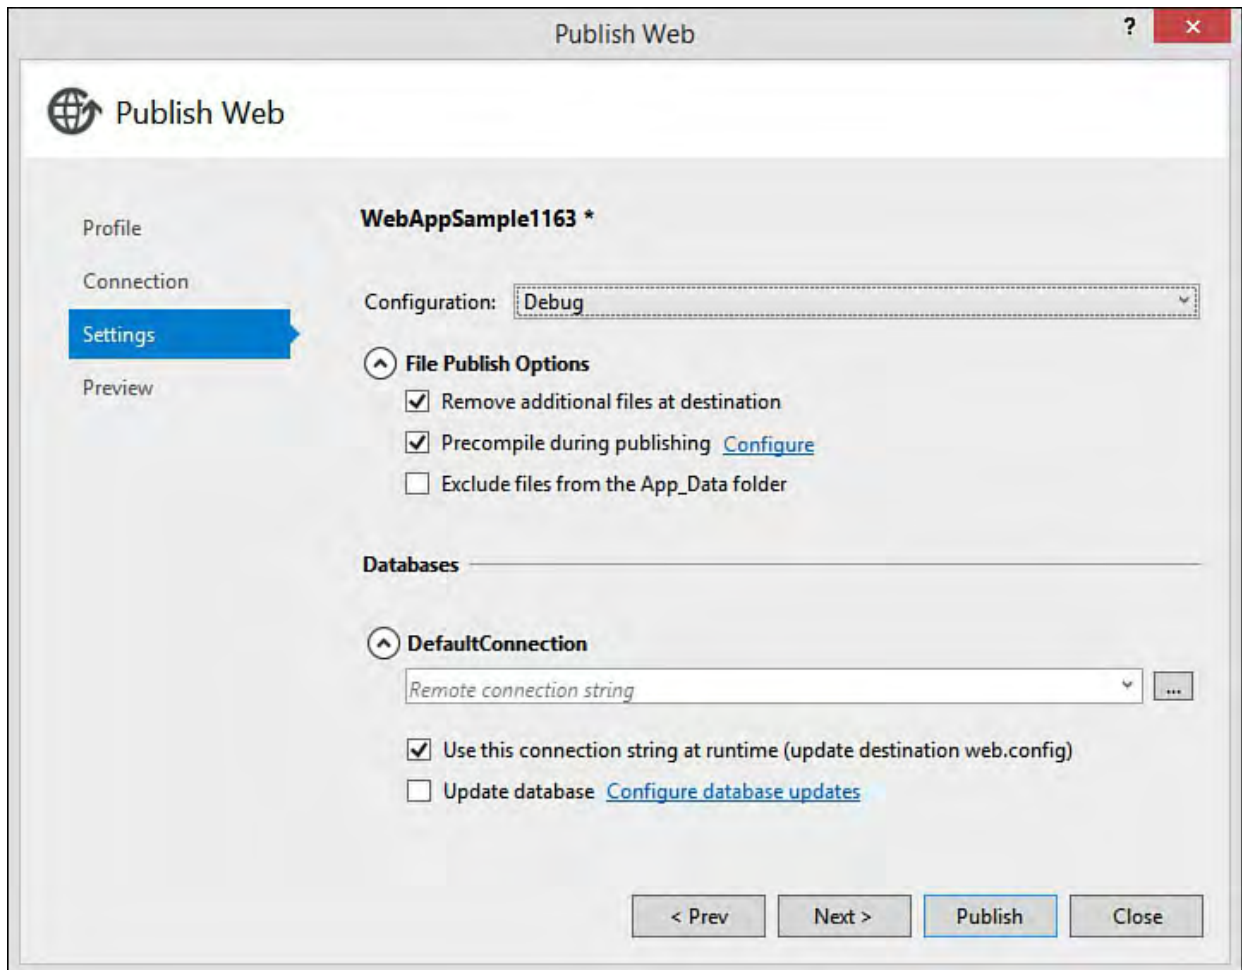 Publish Web
?
Publish Web
Profile
Connection
Settings
Preview
WebAppSample1163 *
Configuration: Debug
File Publish Options
Remove additional files at destination
Precompile during publishing Configure
Exclude files from the App_Data folder
Databases
DefaultConnection
Remote connection string
...
Use this connection string at runtime (update destination web.config)
Update database Configure database updates
< Prev Next > Publish Close